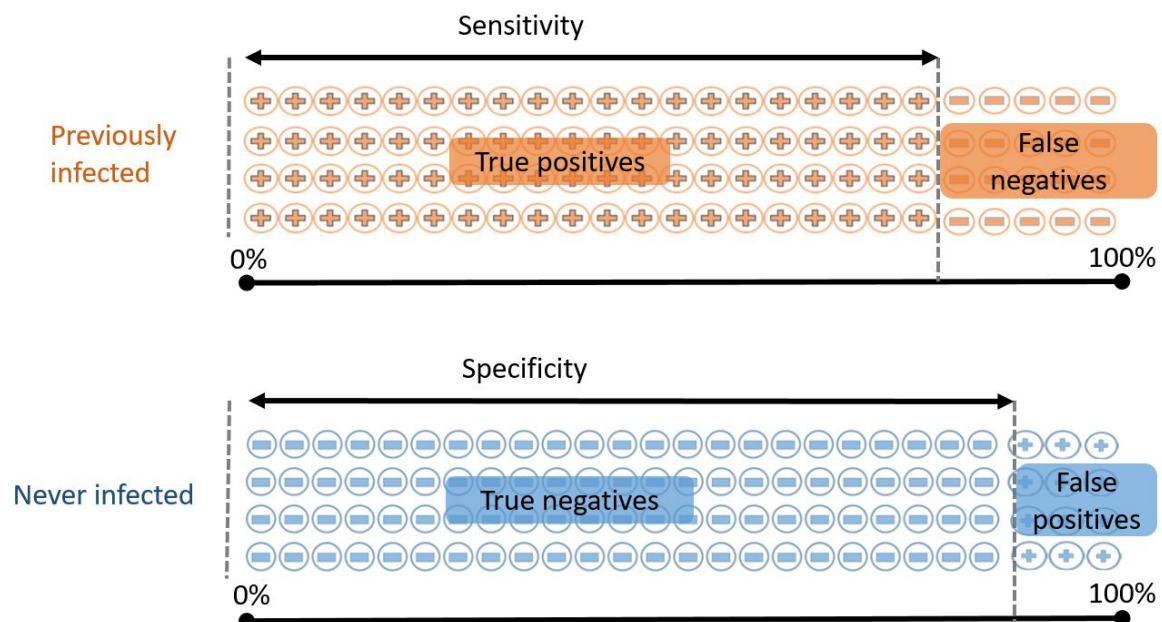 Sensitivity
Previously
infected
True positives
False
negatives
0%
100%
Specificity
Never infected
True negatives
False
positives
0%
100%